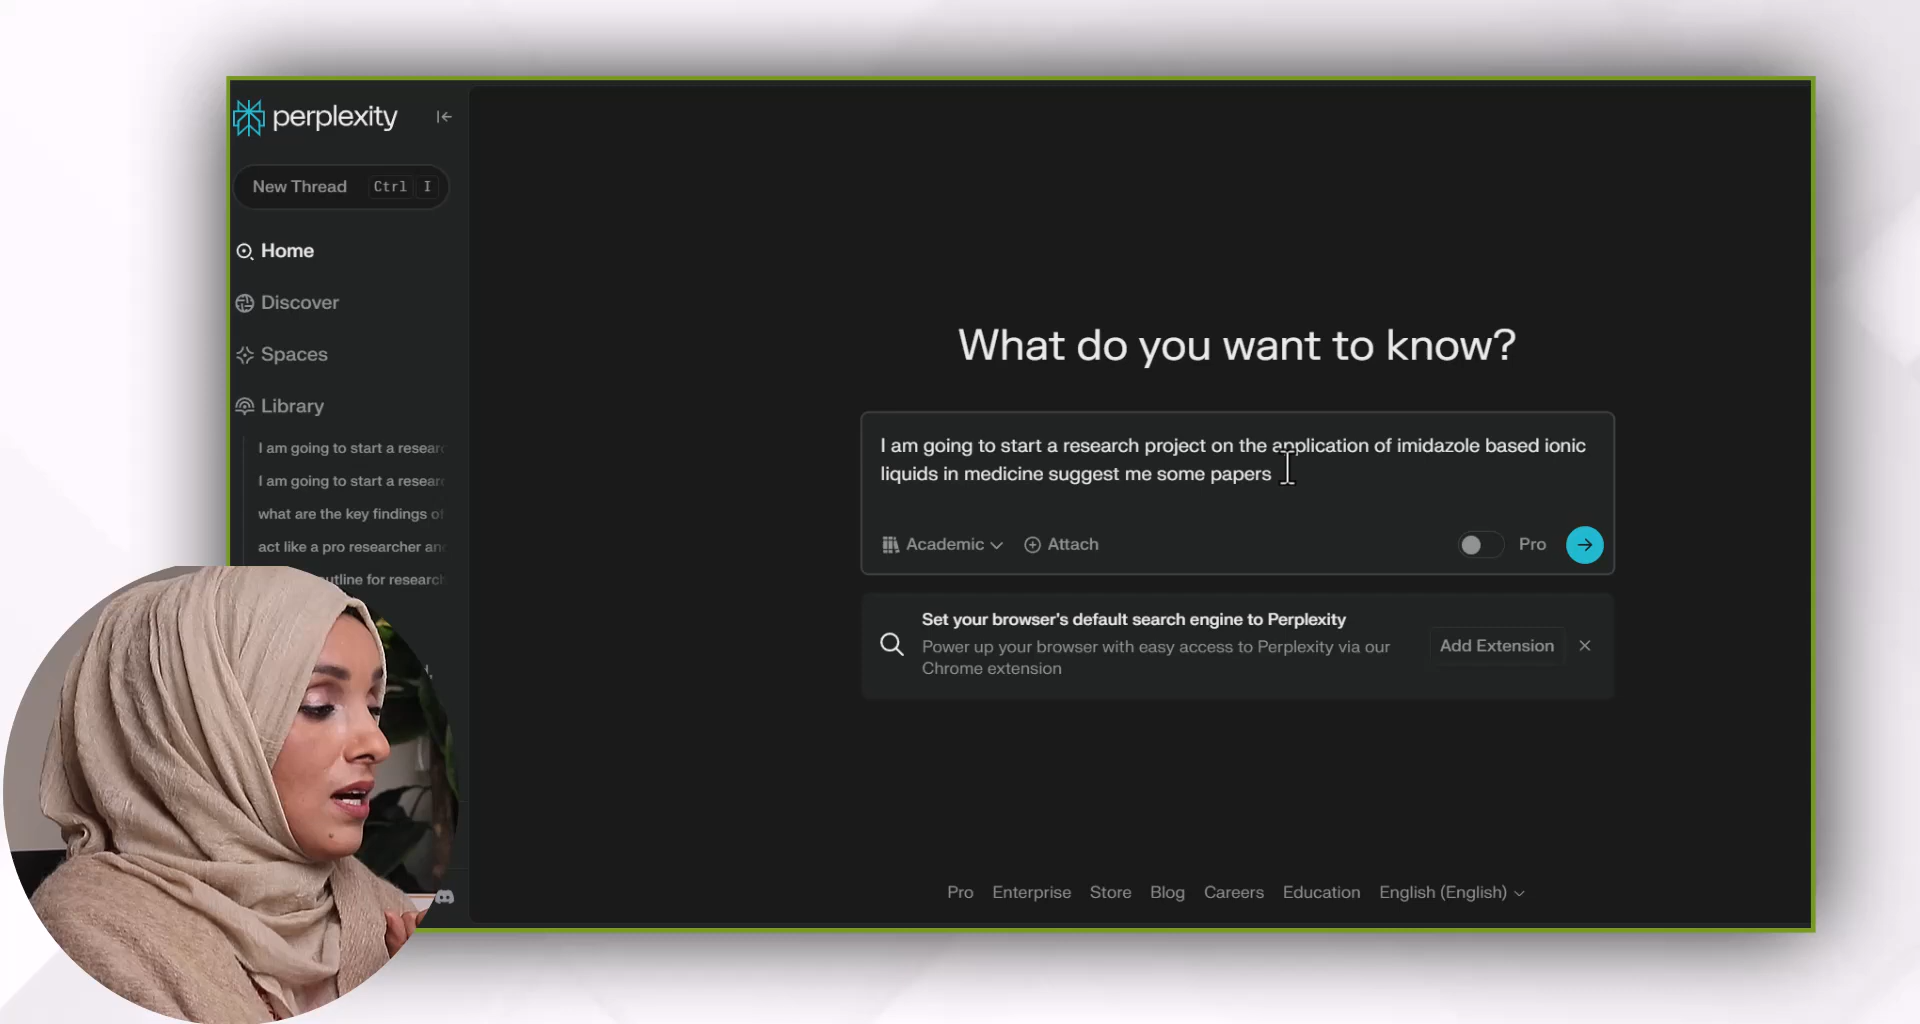 perplexity
New Thread Ctrl I
Home
Discover
Spaces
Library
I am going to start a resear
I am going to start a resear
what are the key findings of
act like a pro researcher an
utline for research
What do you want to know?
I am going to start a research project on the application of imidazole based ionic
liquids in medicine suggest me some papers
Academic Attach Pro
Set your browser's default search engine to Perplexity
Power up your browser with easy access to Perplexity via our
Chrome extension
Add Extension
Pro Enterprise Store Blog Careers Education English (English)